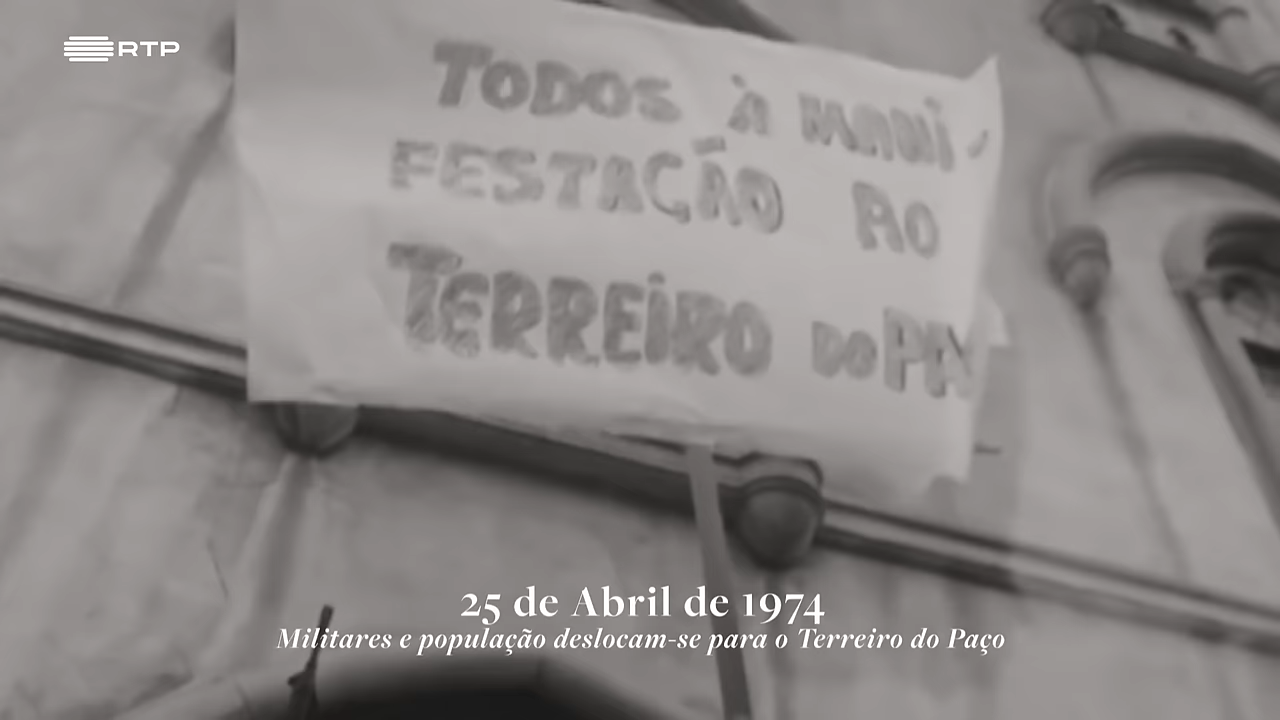 RTP
TODOS À MANI-
FESTAÇÃO AO
TERREIRO DO PAÇ
25 de Abril de 1974
Militares e população deslocam-se para o Terreiro do Paço